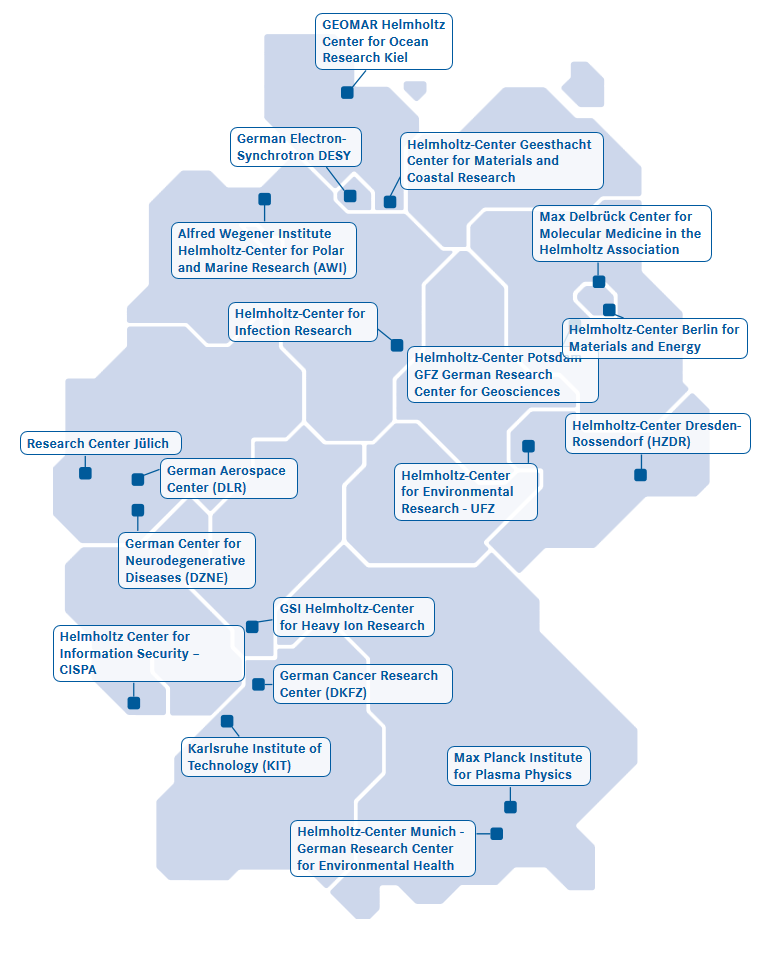 GEOMAR Helmholtz
Center for Ocean
Research Kiel
German Electron-
Synchrotron DESY
Helmholtz-Center Geesthacht
Center for Materials and
Coastal Research
Alfred Wegener Institute
Helmholtz-Center for Polar
and Marine Research (AWI)
Max Delbrück Center for
Molecular Medicine in the
Helmholtz Association
Helmholtz-Center for
Infection Research
Helmholtz-Center Berlin for
Materials and Energy
Helmholtz-Center Potsdam
GFZ German Research
Center for Geosciences
Helmholtz-Center Dresden-
Rossendorf (HZDR)
Research Center Jülich
German Aerospace
Center (DLR)
Helmholtz-Center
for Environmental
Research - UFZ
German Center for
Neurodegenerative
Diseases (DZNE)
GSI Helmholtz-Center
for Heavy Ion Research
Helmholtz Center for
Information Security –
CISPA
German Cancer Research
Center (DKFZ)
Karlsruhe Institute of
Technology (KIT)
Max Planck Institute
for Plasma Physics
Helmholtz-Center Munich -
German Research Center
for Environmental Health